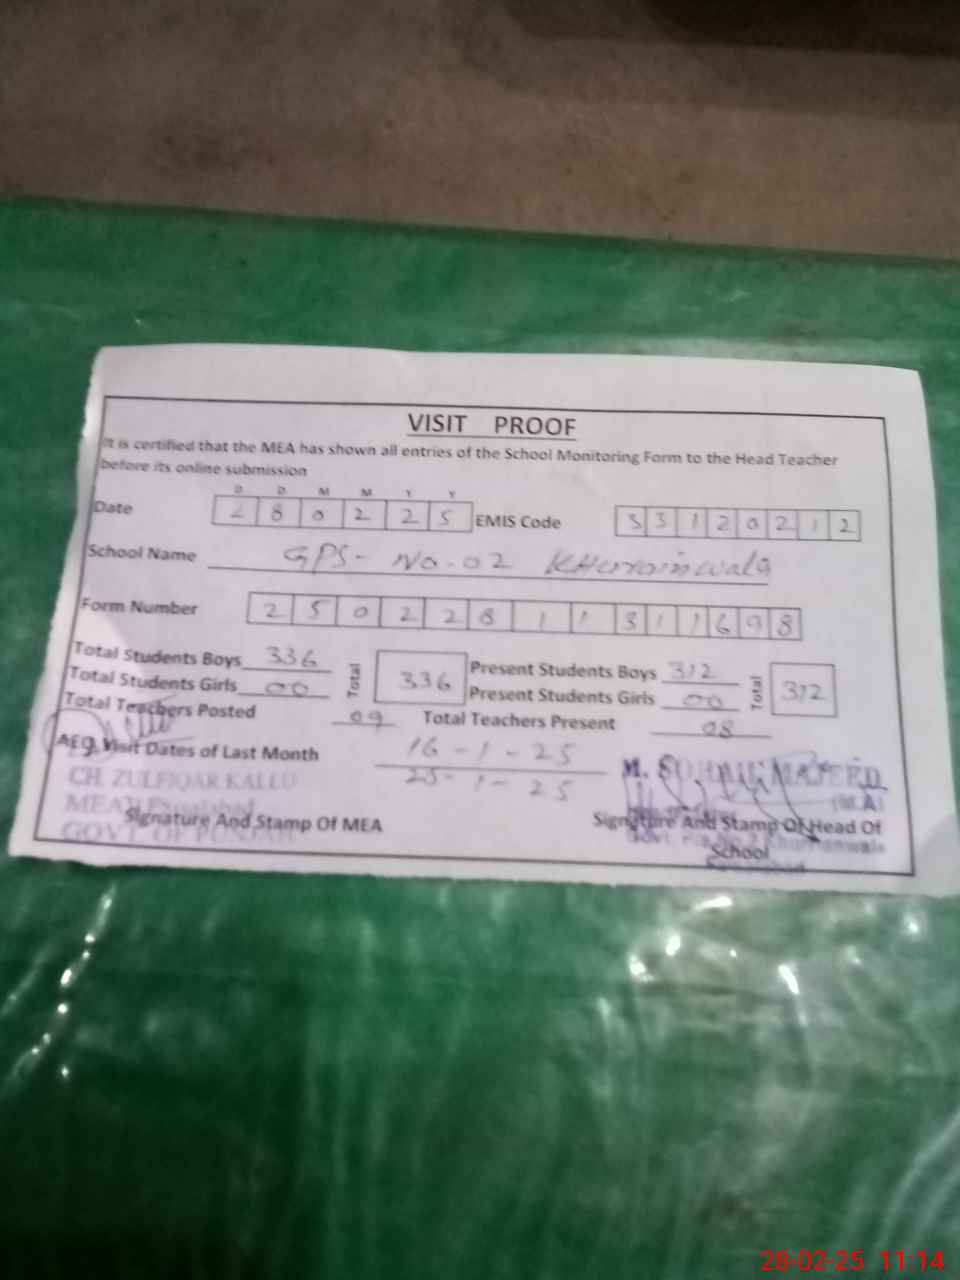 VISIT PROOF
It is certified that the MEA has shown all entries of the School Monitoring Form to the Head Teacher
before its online submission
D D M M Y Y
Date 2 8 0 2 2 5 EMIS Code 3 3 1 2 0 2 1 2
School Name GPS- No-02 Khurrainwala
Form Number 2 5 0 2 2 8 1 1 3 1 1 6 9 8
Total Students Boys 336 Total 336 Present Students Boys 312 Total 312
Total Students Girls 00 Present Students Girls 00
Total Teachers Posted 09 Total Teachers Present 08
AEO Visit Dates of Last Month 16-1-25
25-1-25
CH. ZULFIQAR KALLU
MEA
GOVT. OF PUNJAB
Signature And Stamp Of MEA
M. SOHAIL MAJEED
(M.A)
Signature And Stamp Of Head Of
School
28-02-25 11:14